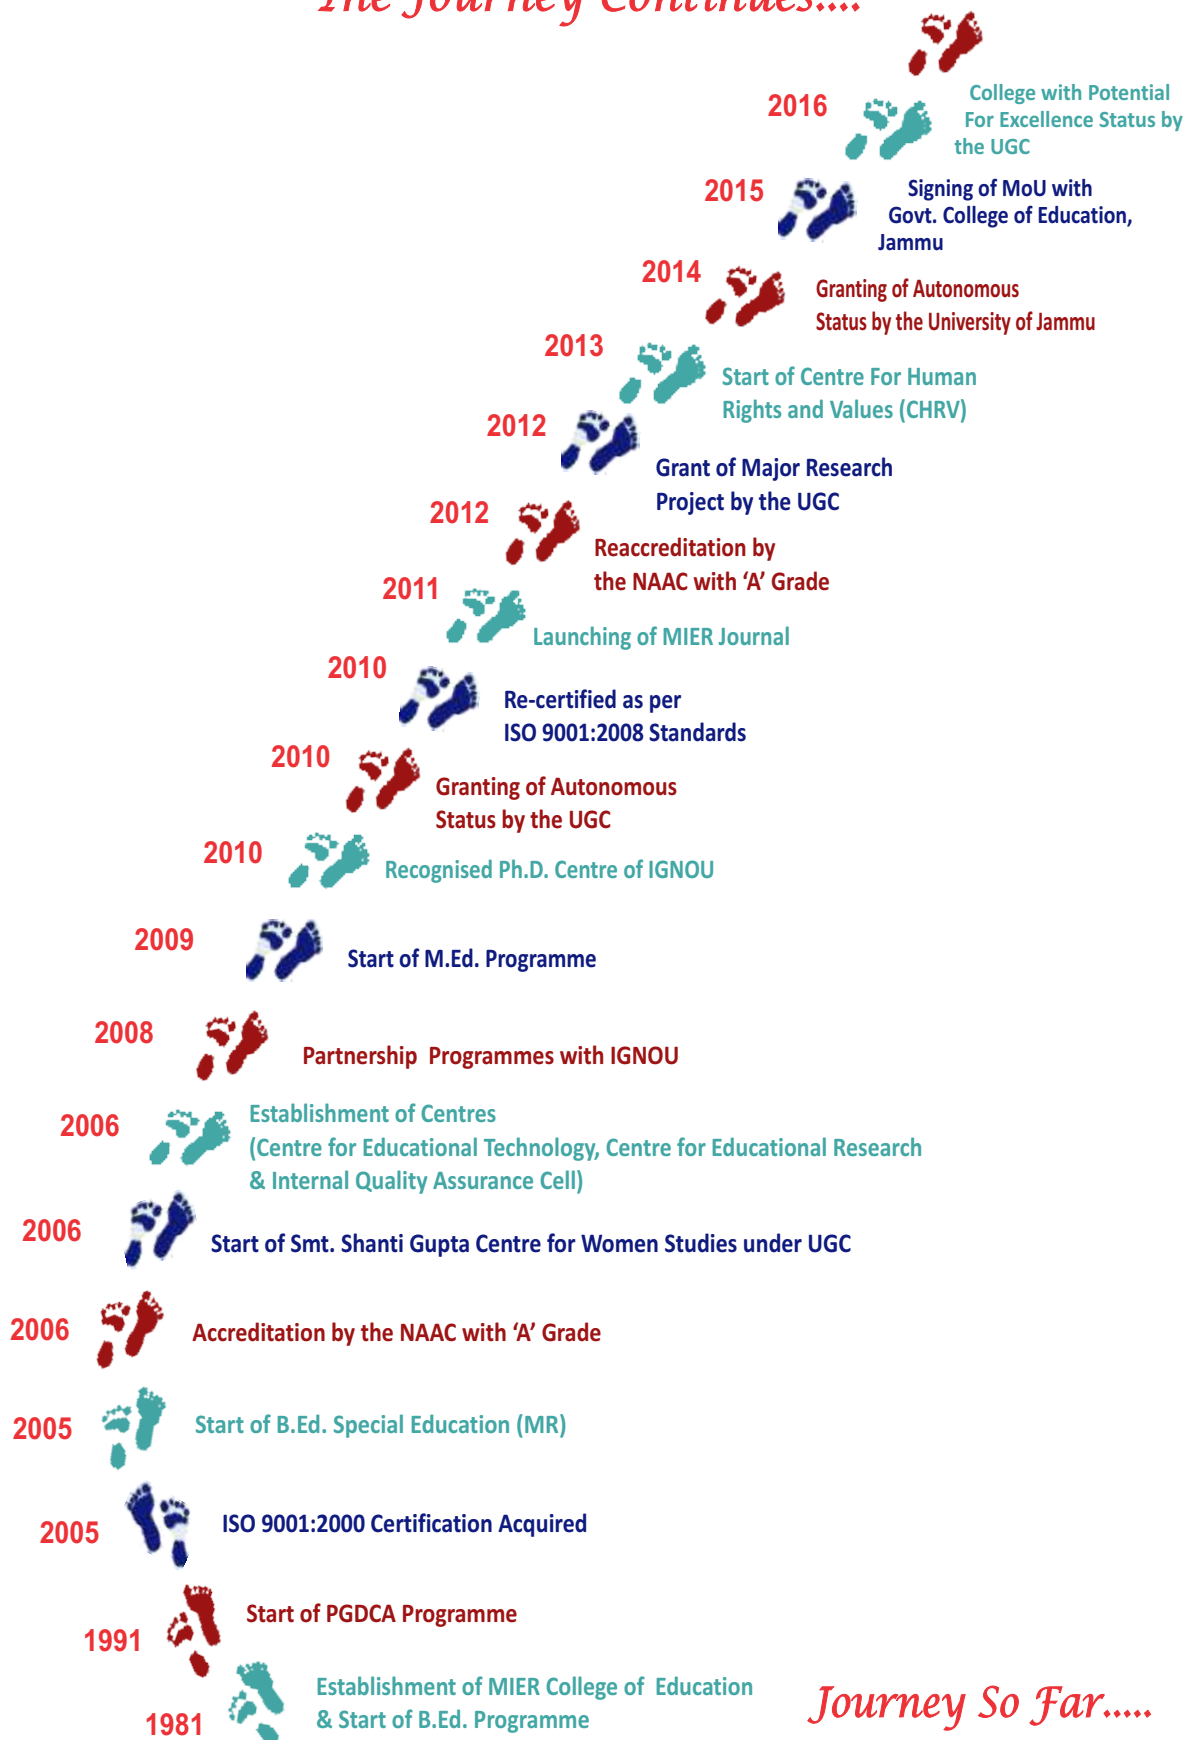 The Journey Continues....
2016
College with Potential
For Excellence Status by
the UGC
2015
Signing of MoU with
Govt. College of Education,
Jammu
2014
Granting of Autonomous
Status by the University of Jammu
2013
Start of Centre For Human
Rights and Values (CHRV)
2012
Grant of Major Research
Project by the UGC
2012
Reaccreditation by
the NAAC with ‘A’ Grade
2011
Launching of MIER Journal
2010
Re-certified as per
ISO 9001:2008 Standards
2010
Granting of Autonomous
Status by the UGC
2010
Recognised Ph.D. Centre of IGNOU
2009
Start of M.Ed. Programme
2008
Partnership Programmes with IGNOU
2006
Establishment of Centres
(Centre for Educational Technology, Centre for Educational Research
& Internal Quality Assurance Cell)
2006
Start of Smt. Shanti Gupta Centre for Women Studies under UGC
2006
Accreditation by the NAAC with ‘A’ Grade
2005
Start of B.Ed. Special Education (MR)
2005
ISO 9001:2000 Certification Acquired
1991
Start of PGDCA Programme
1981
Establishment of MIER College of Education
& Start of B.Ed. Programme
Journey So Far.....